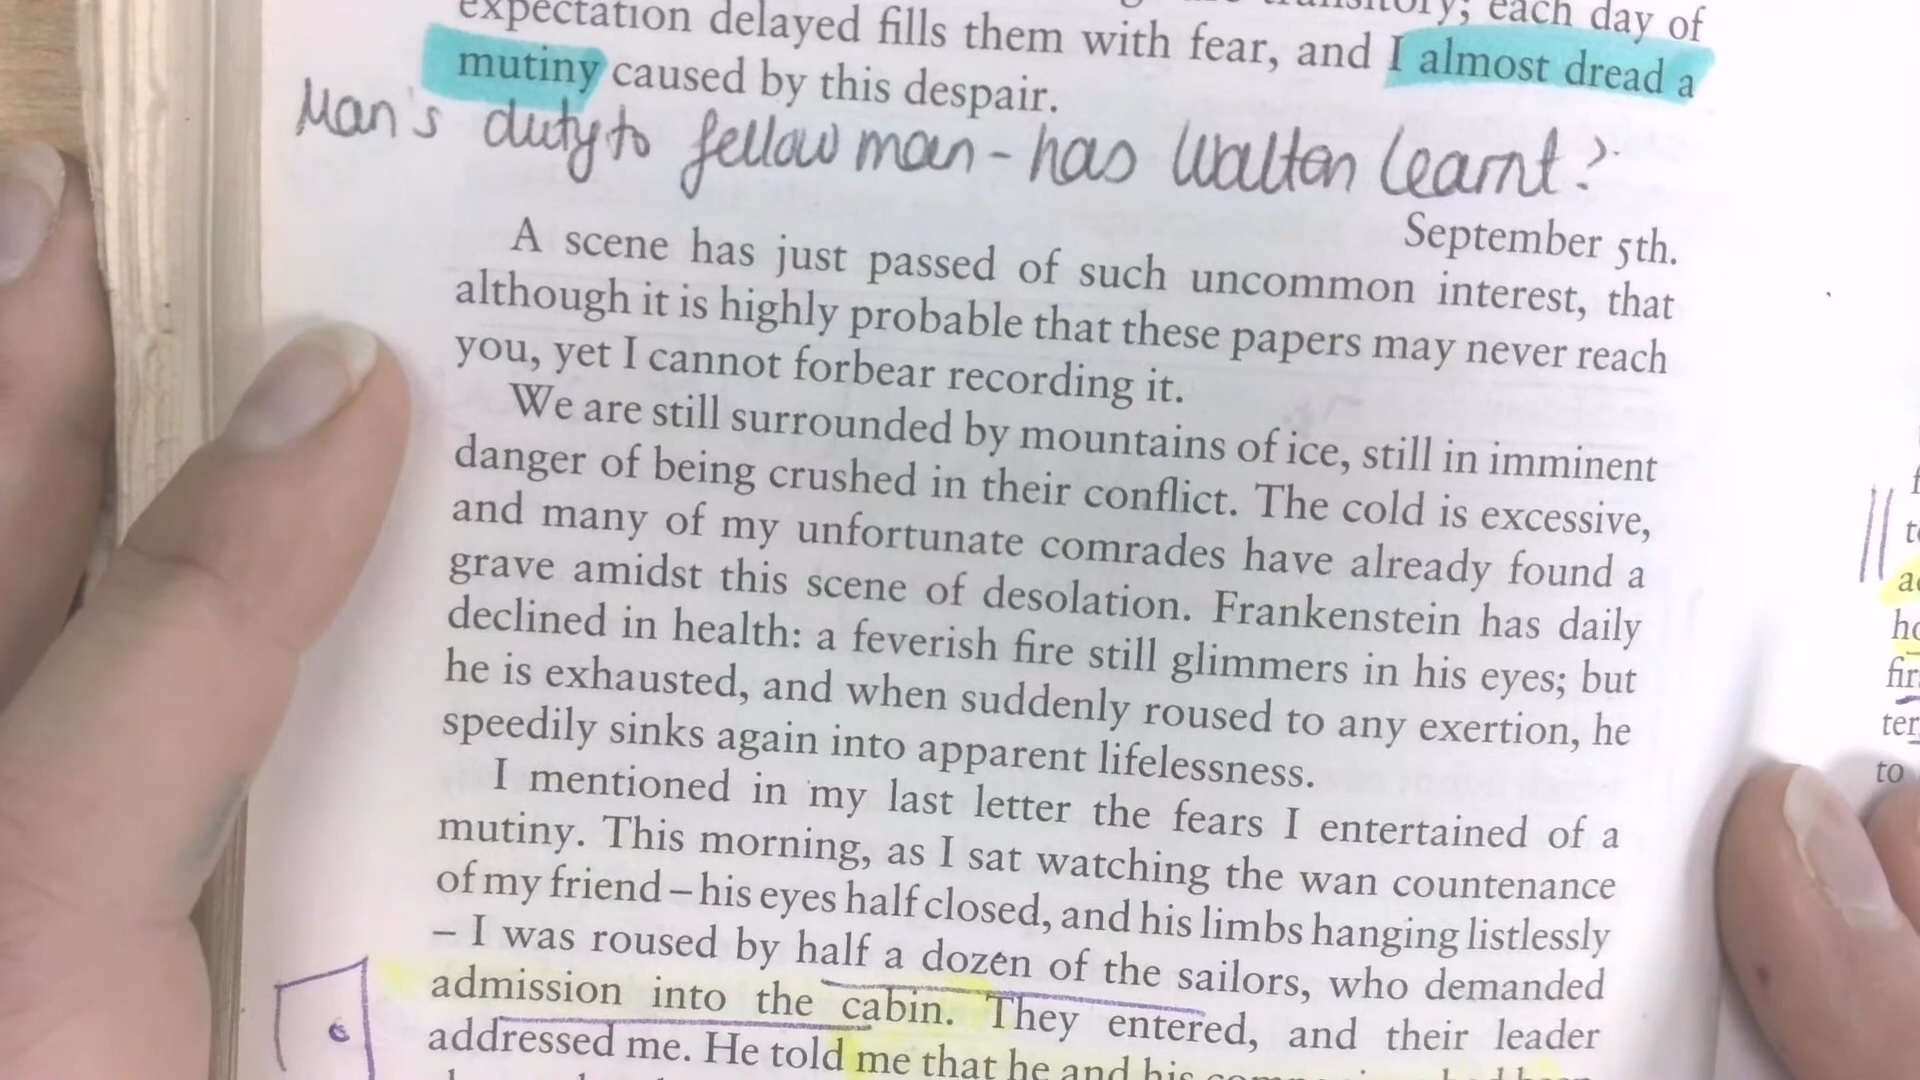 expectation delayed fills them with fear, and I almost dread a
mutiny caused by this despair.
Man's duty to fellow man - has Walton learnt?
September 5th.
A scene has just passed of such uncommon interest, that
although it is highly probable that these papers may never reach
you, yet I cannot forbear recording it.
We are still surrounded by mountains of ice, still in imminent
danger of being crushed in their conflict. The cold is excessive,
and many of my unfortunate comrades have already found a
grave amidst this scene of desolation. Frankenstein has daily
declined in health: a feverish fire still glimmers in his eyes; but
he is exhausted, and when suddenly roused to any exertion, he
speedily sinks again into apparent lifelessness.
I mentioned in my last letter the fears I entertained of a
mutiny. This morning, as I sat watching the wan countenance
of my friend – his eyes half closed, and his limbs hanging listlessly
– I was roused by half a dozen of the sailors, who demanded
admission into the cabin. They entered, and their leader
addressed me. He told me that he and his